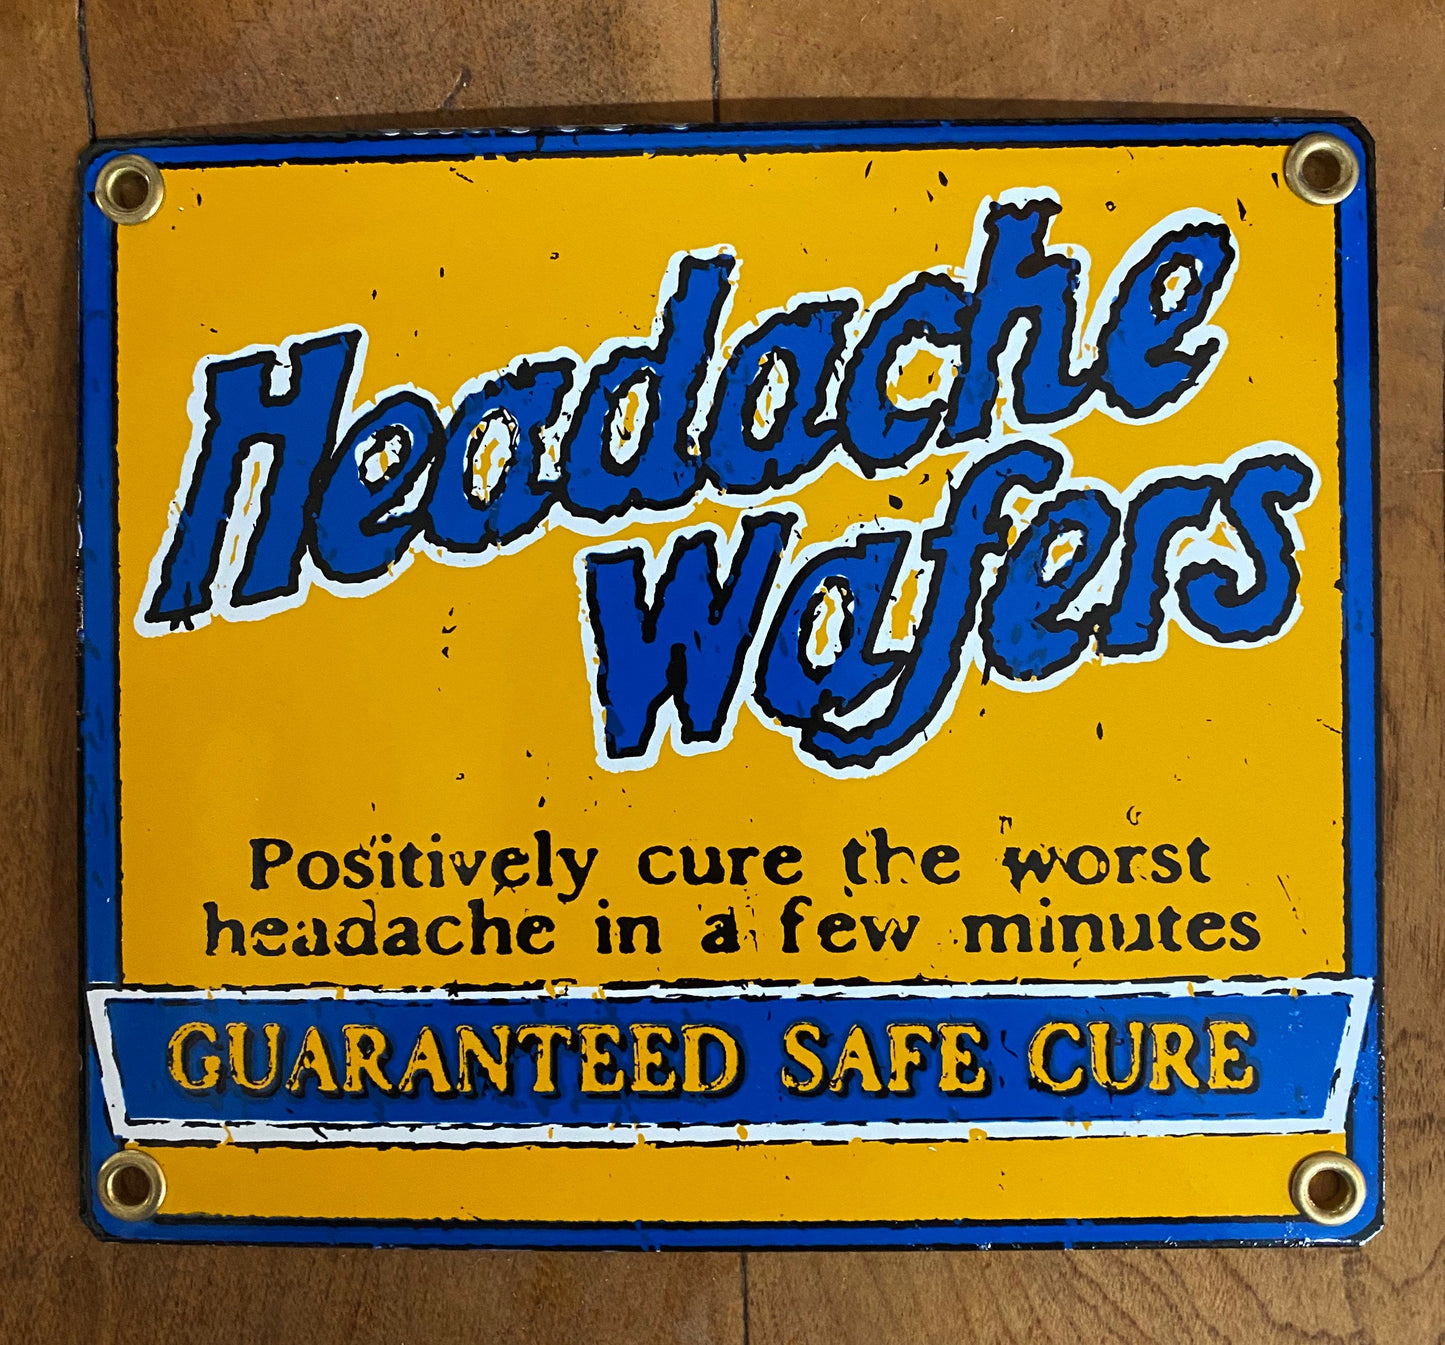 Headache
Wafers
Positively cure the worst
headache in a few minutes
GUARANTEED SAFE CURE